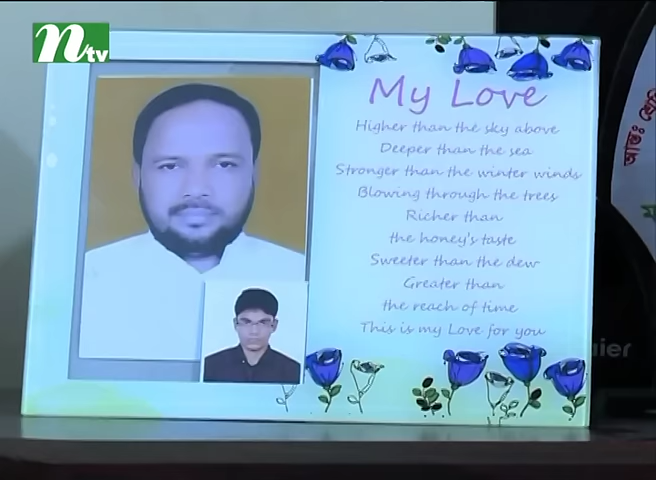 ntv
My Love
Higher than the sky above
Deeper than the sea
Stronger than the winter winds
Blowing through the trees
Richer than
the honey's taste
Sweeter than the dew
Greater than
the reach of time
This is my Love for you